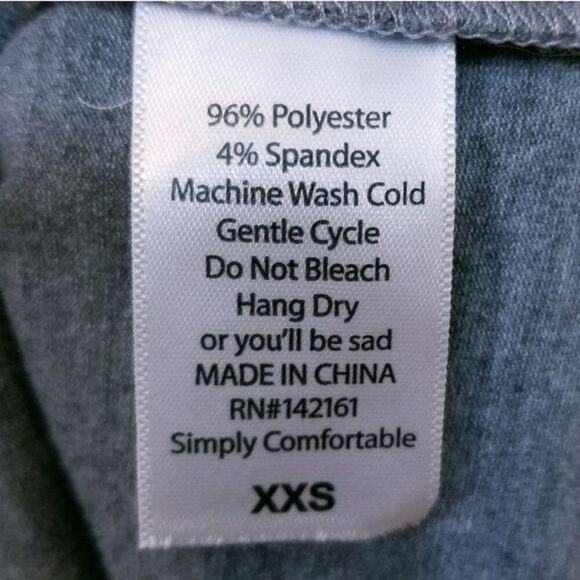 96% Polyester
4% Spandex
Machine Wash Cold
Gentle Cycle
Do Not Bleach
Hang Dry
or you'll be sad
MADE IN CHINA
RN#142161
Simply Comfortable
XXS